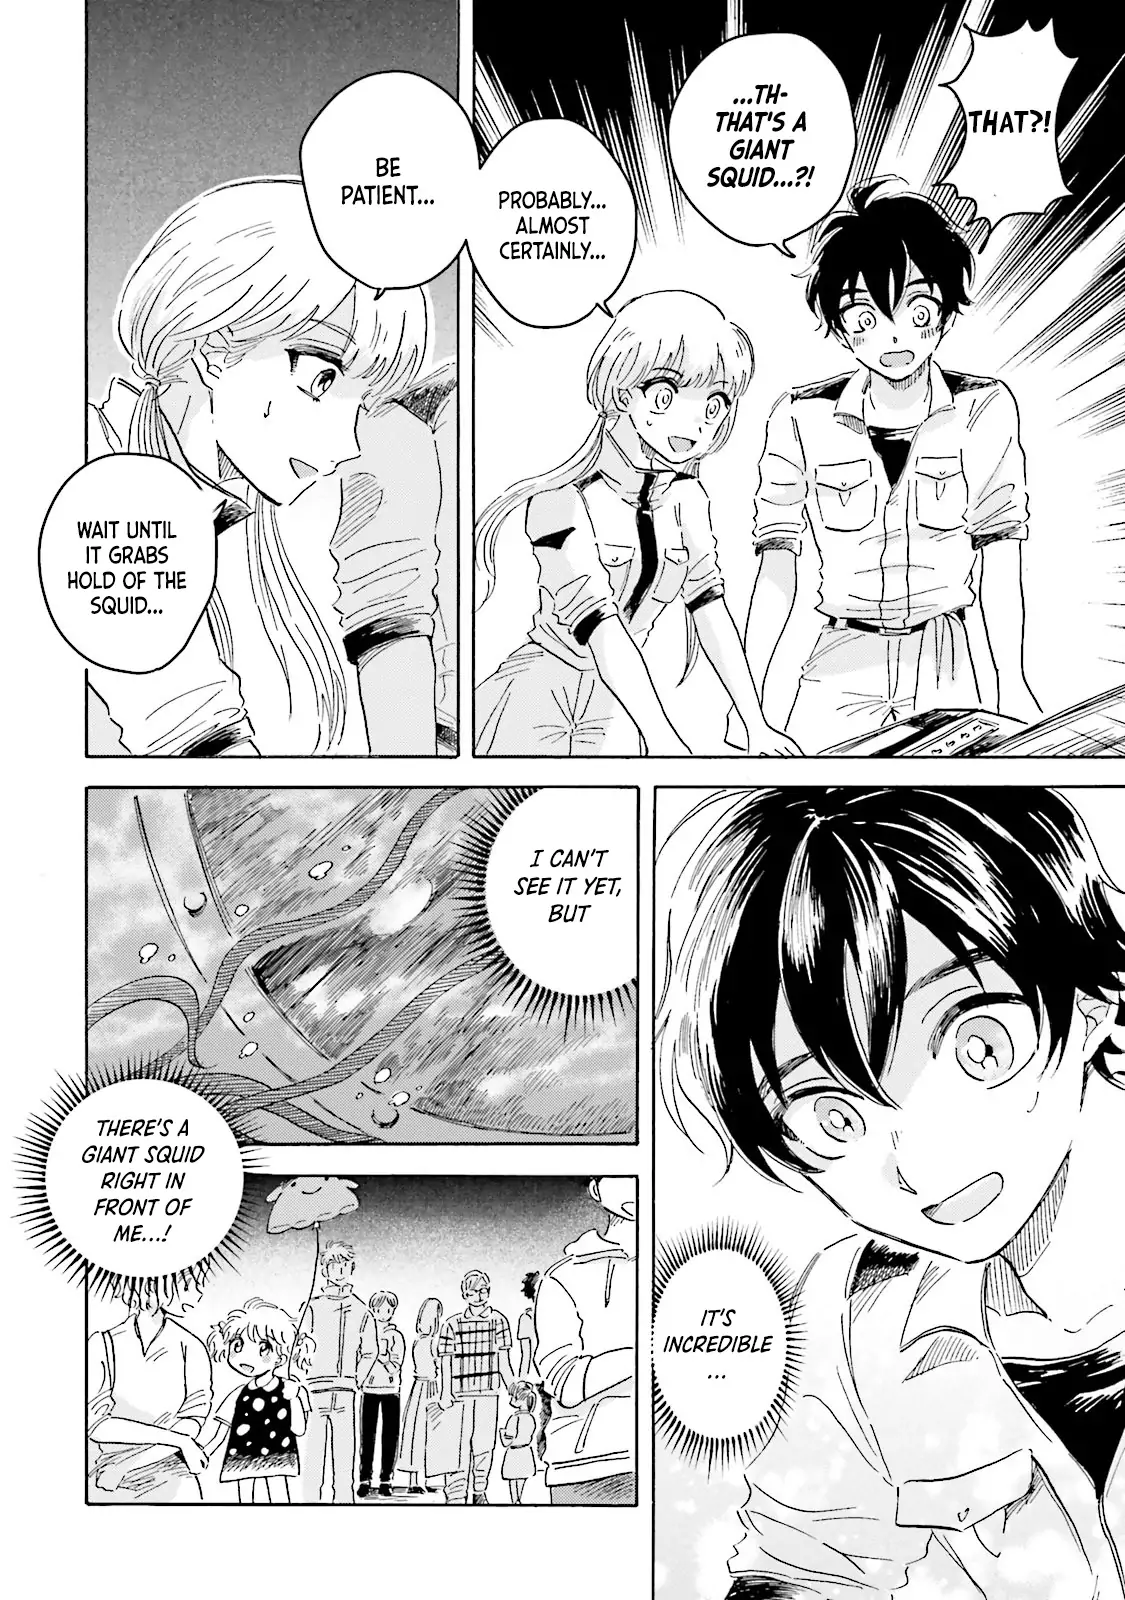 THAT?!
...TH-
THAT'S A
GIANT
SQUID...?!
PROBABLY...
ALMOST
CERTAINLY...
BE
PATIENT...
WAIT UNTIL
IT GRABS
HOLD OF THE
SQUID...
I CAN'T
SEE IT YET,
BUT
THERE'S A
GIANT SQUID
RIGHT IN
FRONT OF
ME...!
IT'S
INCREDIBLE
...